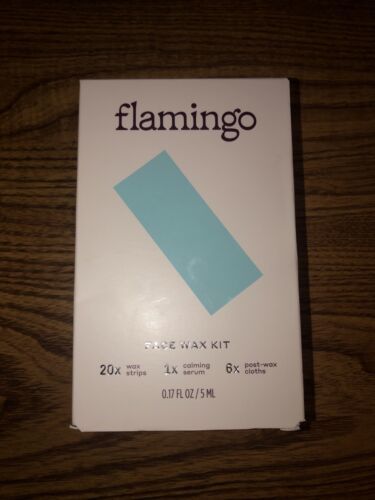 flamingo
FACE WAX KIT
20x wax strips 1x calming serum 6x post-wax cloths
0.17 FL OZ / 5 ML